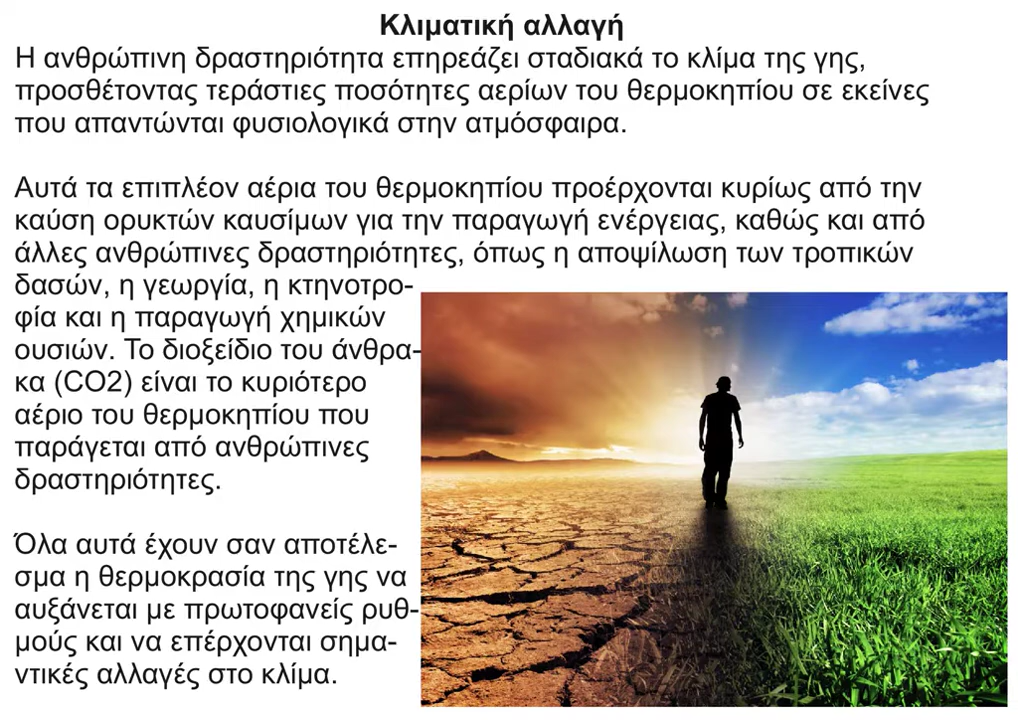 Κλιματική αλλαγή
Η ανθρώπινη δραστηριότητα επηρεάζει σταδιακά το κλίμα της γης,
προσθέτοντας τεράστιες ποσότητες αερίων του θερμοκηπίου σε εκείνες
που απαντώνται φυσιολογικά στην ατμόσφαιρα.
Αυτά τα επιπλέον αέρια του θερμοκηπίου προέρχονται κυρίως από την
καύση ορυκτών καυσίμων για την παραγωγή ενέργειας, καθώς και από
άλλες ανθρώπινες δραστηριότητες, όπως η αποψίλωση των τροπικών
δασών, η γεωργία, η κτηνοτρο-
φία και η παραγωγή χημικών
ουσιών. Το διοξείδιο του άνθρα-
κα (CO2) είναι το κυριότερο
αέριο του θερμοκηπίου που
παράγεται από ανθρώπινες
δραστηριότητες.
Όλα αυτά έχουν σαν αποτέλε-
σμα η θερμοκρασία της γης να
αυξάνεται με πρωτοφανείς ρυθ-
μούς και να επέρχονται σημα-
ντικές αλλαγές στο κλίμα.